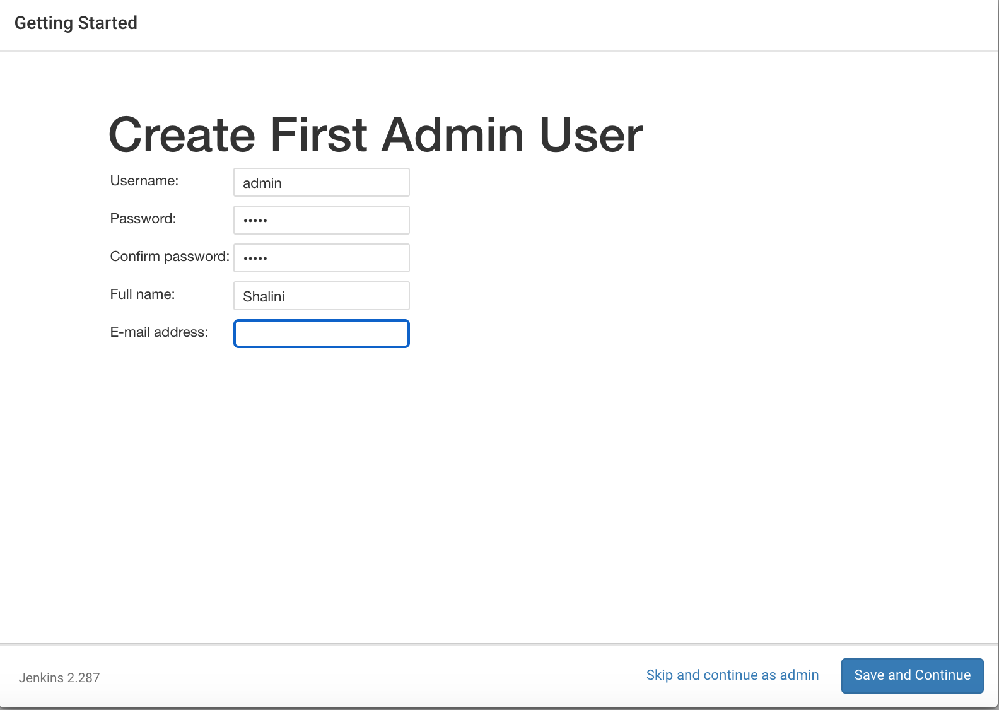 Getting Started
Create First Admin User
Username: admin
Password: •••••
Confirm password: •••••
Full name: Shalini
E-mail address:
Jenkins 2.287 Skip and continue as admin Save and Continue